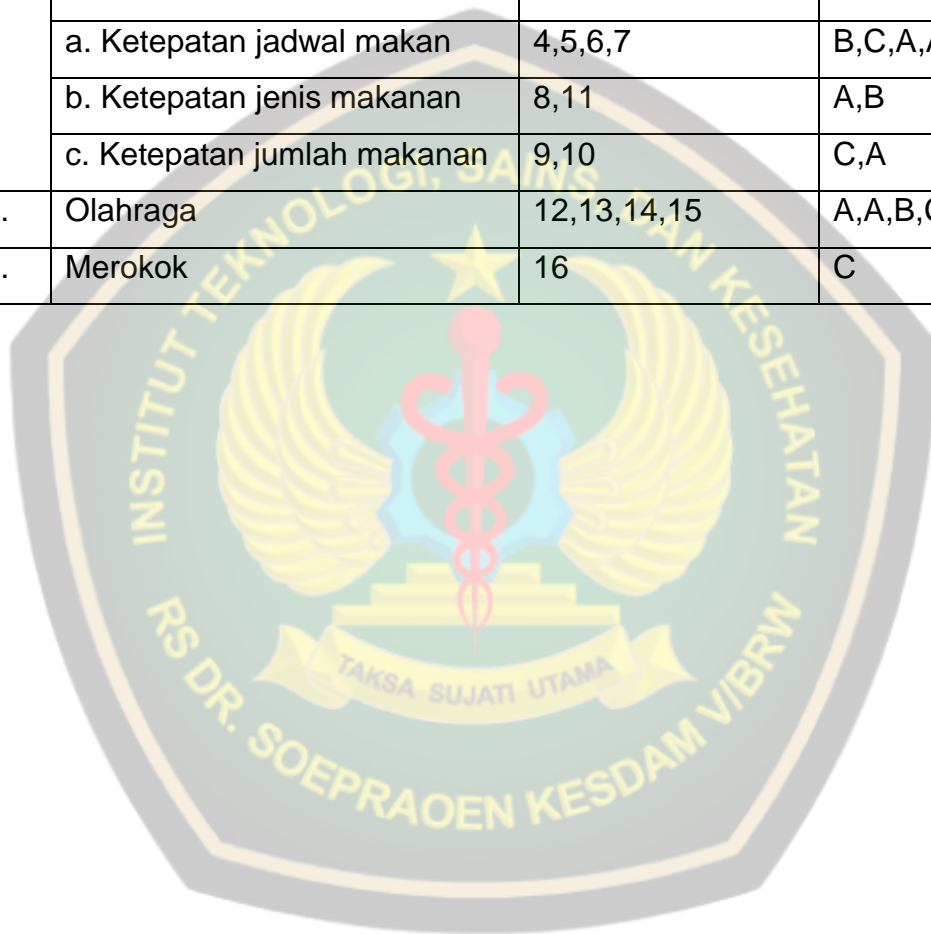 a. Ketepatan jadwal makan 4,5,6,7 B,C,A,
b. Ketepatan jenis makanan 8,11 A,B
c. Ketepatan jumlah makanan 9,10 C,A
. Olahraga 12,13,14,15 A,A,B,
. Merokok 16 C
INSTITUT TEKNOLOGI, SAINS, DAN KESEHATAN
TAKSA SUJATI UTAMA
RS DR. SOEPRAOEN KESDAM V/BRW